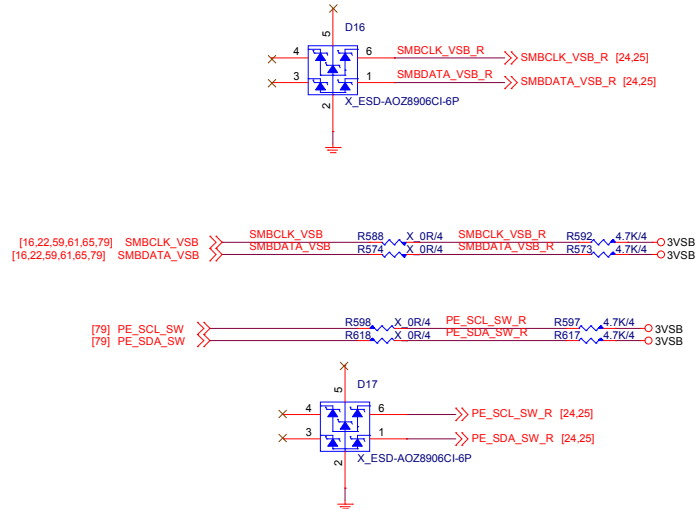 D16
5
4
6
SMBCLK_VSB_R
SMBCLK_VSB_R [24,25]
3
1
SMBDATA_VSB_R
SMBDATA_VSB_R [24,25]
2
X_ESD-AOZ8906CI-6P
[16,22,59,61,65,79] SMBCLK_VSB SMBCLK_VSB R588 X_0R/4 SMBCLK_VSB_R R592 4.7K/4 3VSB
[16,22,59,61,65,79] SMBDATA_VSB SMBDATA_VSB R574 X_0R/4 SMBDATA_VSB_R R573 4.7K/4 3VSB
[79] PE_SCL_SW R598 X_0R/4 PE_SCL_SW_R R597 4.7K/4 3VSB
[79] PE_SDA_SW R618 X_0R/4 PE_SDA_SW_R R617 4.7K/4 3VSB
D17
5
4
6
PE_SCL_SW_R [24,25]
3
1
PE_SDA_SW_R [24,25]
2
X_ESD-AOZ8906CI-6P